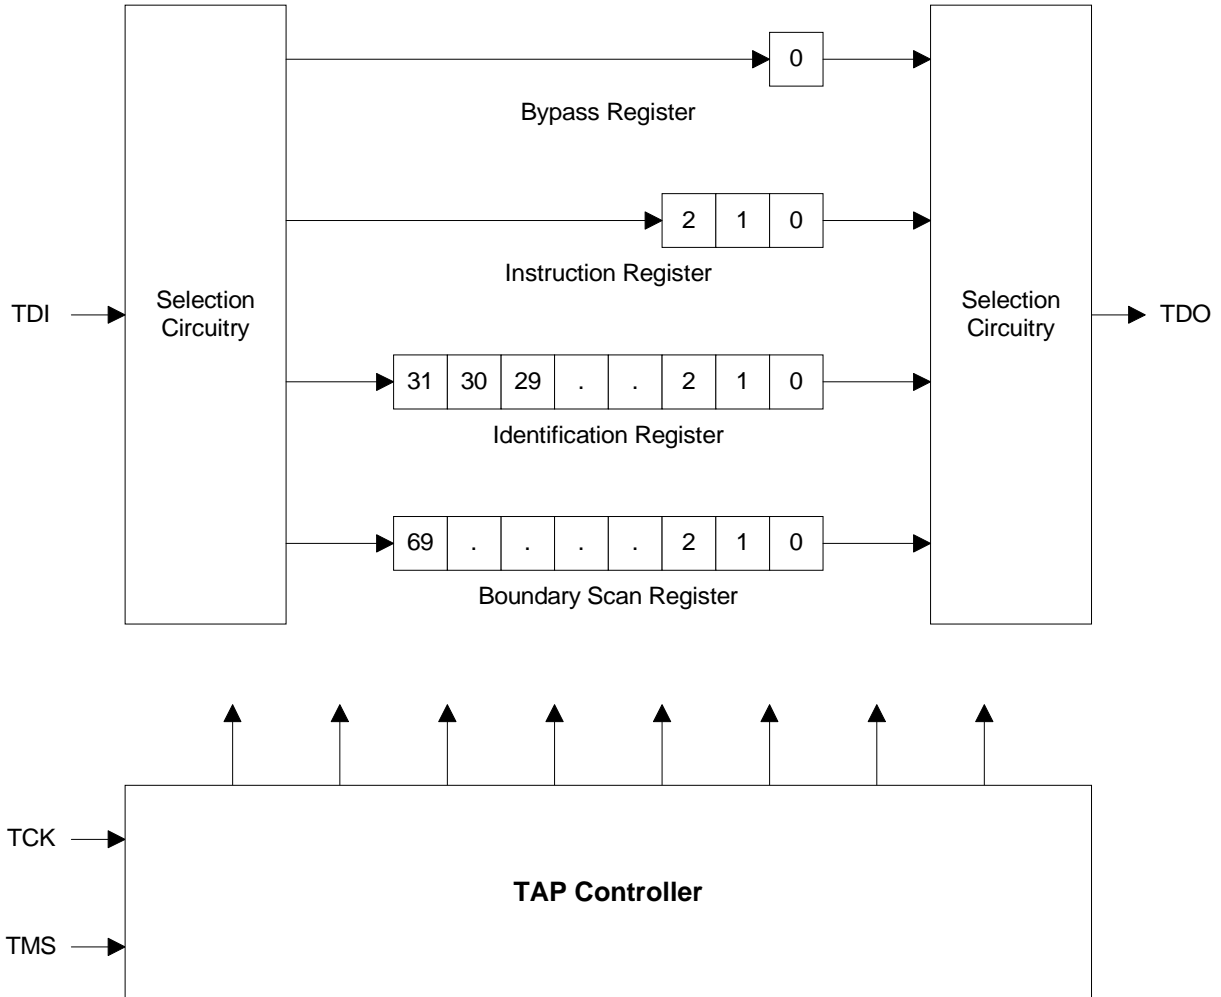 0
Bypass Register
2 1 0
Instruction Register
TDI
Selection
Circuitry
Selection
Circuitry
TDO
31 30 29 . . 2 1 0
Identification Register
69 . . . . 2 1 0
Boundary Scan Register
TCK
TAP Controller
TMS